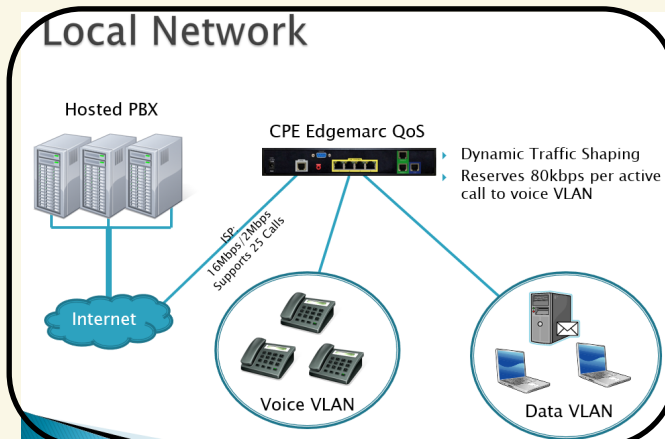 Local Network
Hosted PBX
CPE Edgemarc QoS
Dynamic Traffic Shaping
Reserves 80kbps per active
call to voice VLAN
ISP:
16Mbps/2Mbps
Supports 25 Calls
Internet
Voice VLAN
Data VLAN